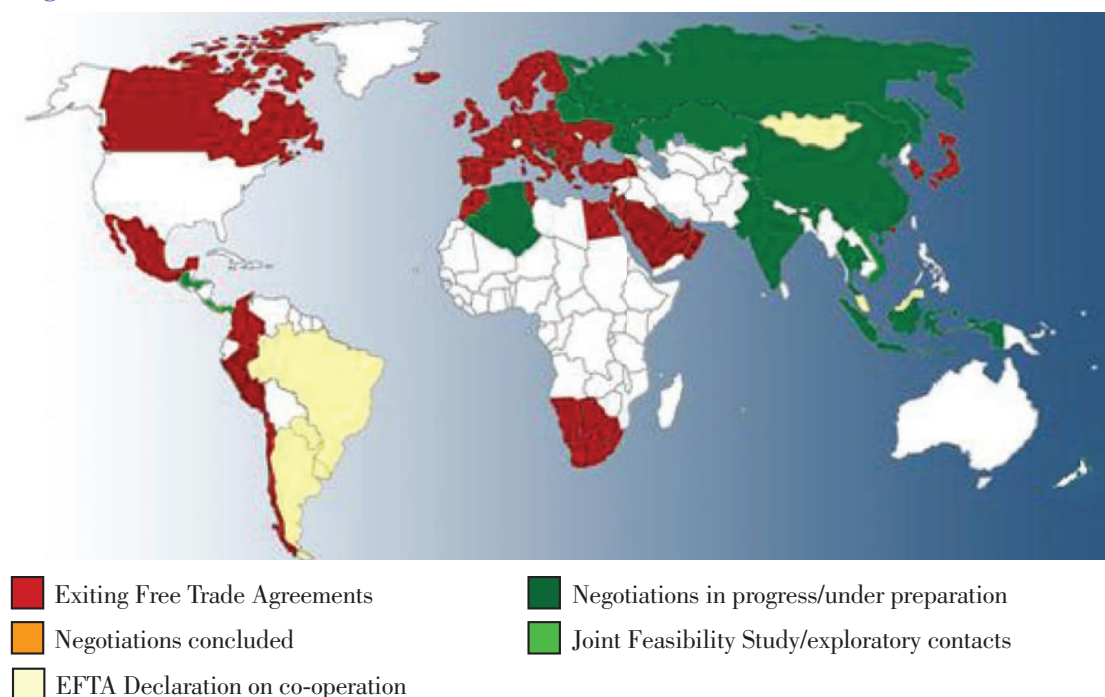 Exiting Free Trade Agreements
Negotiations concluded
EFTA Declaration on co-operation
Negotiations in progress/under preparation
Joint Feasibility Study/exploratory contacts